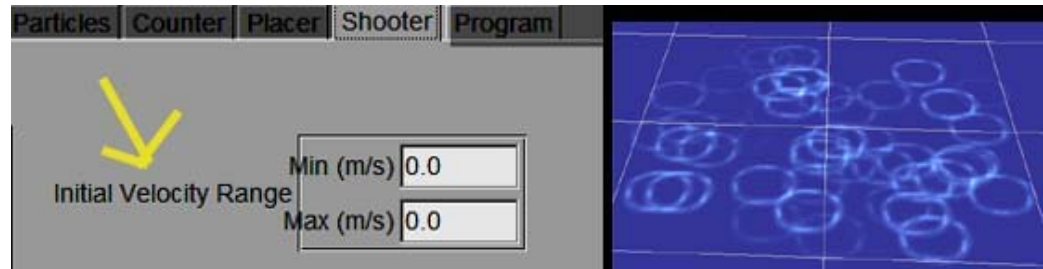 Particles Counter Placer Shooter Program
Min (m/s) 0.0
Initial Velocity Range
Max (m/s) 0.0